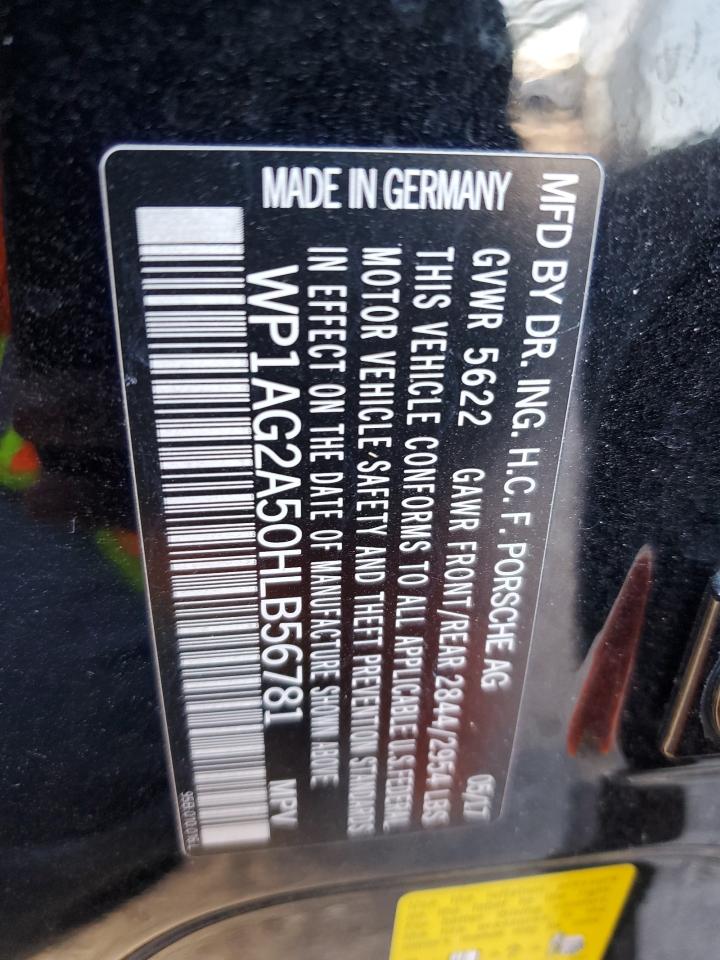 MFD BY DR. ING. H.C. F. PORSCHE AG
MADE IN GERMANY
05/17
GVWR 5622 GAWR FRONT/REAR 2844/2954 LBS
THIS VEHICLE CONFORMS TO ALL APPLICABLE U.S. FEDERAL
MOTOR VEHICLE SAFETY AND THEFT PREVENTION STANDARDS
IN EFFECT ON THE DATE OF MANUFACTURE SHOWN ABOVE
WP1AG2A50HLB56781 MPV